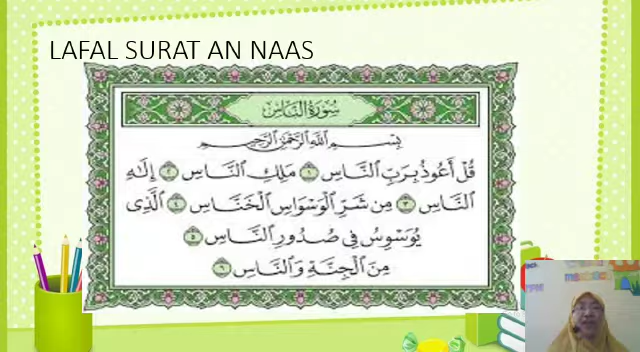 LAFAL SURAT AN NAAS
سُورَةُ النَّاسِ
بِسْمِ اللَّهِ الرَّحْمَٰنِ الرَّحِيمِ
قُلْ أَعُوذُ بِرَبِّ النَّاسِ ١ مَلِكِ النَّاسِ ٢ إِلَٰهِ
النَّاسِ ٣ مِن شَرِّ الْوَسْوَاسِ الْخَنَّاسِ ٤ الَّذِى
يُوَسْوِسُ فِى صُدُورِ النَّاسِ ٥
مِنَ الْجِنَّةِ وَالنَّاسِ ٦